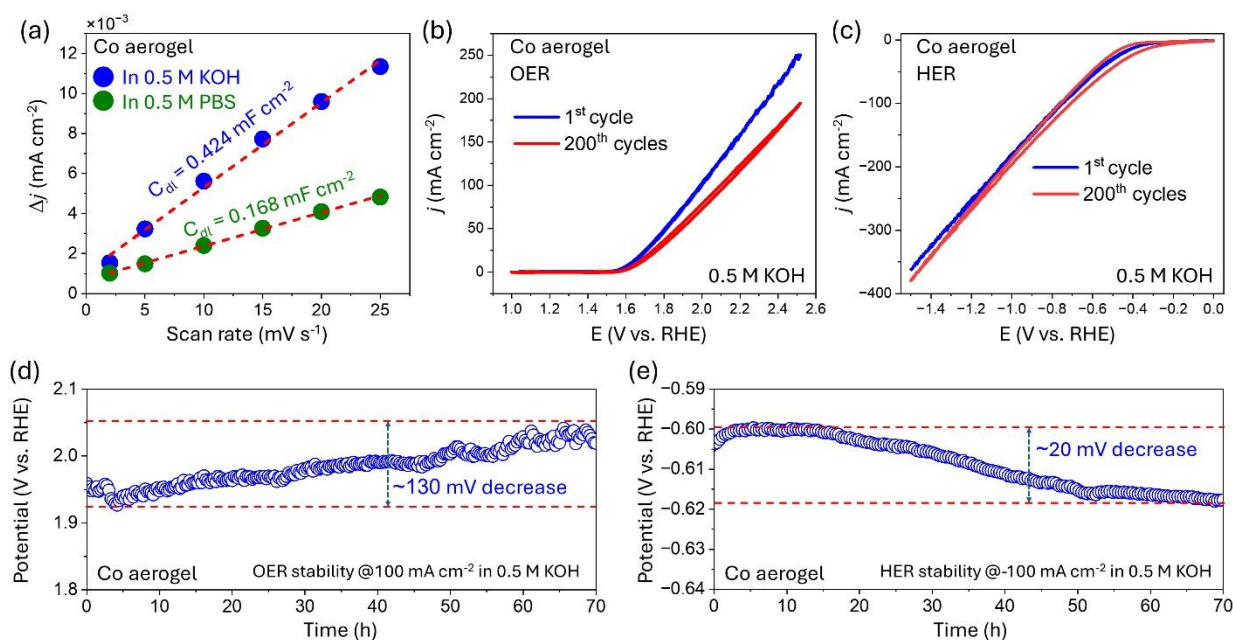 (a)
×10⁻³
12
10
8
6
4
2
0
Δj (mA cm⁻²)
Co aerogel
In 0.5 M KOH
In 0.5 M PBS
C_dl = 0.424 mF cm⁻²
C_dl = 0.168 mF cm⁻²
5 10 15 20 25
Scan rate (mV s⁻¹)
(b)
250
200
150
100
50
0
j (mA cm⁻²)
Co aerogel
OER
1st cycle
200th cycles
0.5 M KOH
1.0 1.2 1.4 1.6 1.8 2.0 2.2 2.4 2.6
E (V vs. RHE)
(c)
0
−100
−200
−300
−400
j (mA cm⁻²)
Co aerogel
HER
1st cycle
200th cycles
0.5 M KOH
−1.4 −1.2 −1.0 −0.8 −0.6 −0.4 −0.2 0.0
E (V vs. RHE)
(d)
2.1
2.0
1.9
1.8
Potential (V vs. RHE)
~130 mV decrease
Co aerogel
OER stability @100 mA cm⁻² in 0.5 M KOH
0 10 20 30 40 50 60 70
Time (h)
(e)
−0.59
−0.60
−0.61
−0.62
−0.63
−0.64
Potential (V vs. RHE)
~20 mV decrease
Co aerogel
HER stability @-100 mA cm⁻² in 0.5 M KOH
0 10 20 30 40 50 60 70
Time (h)